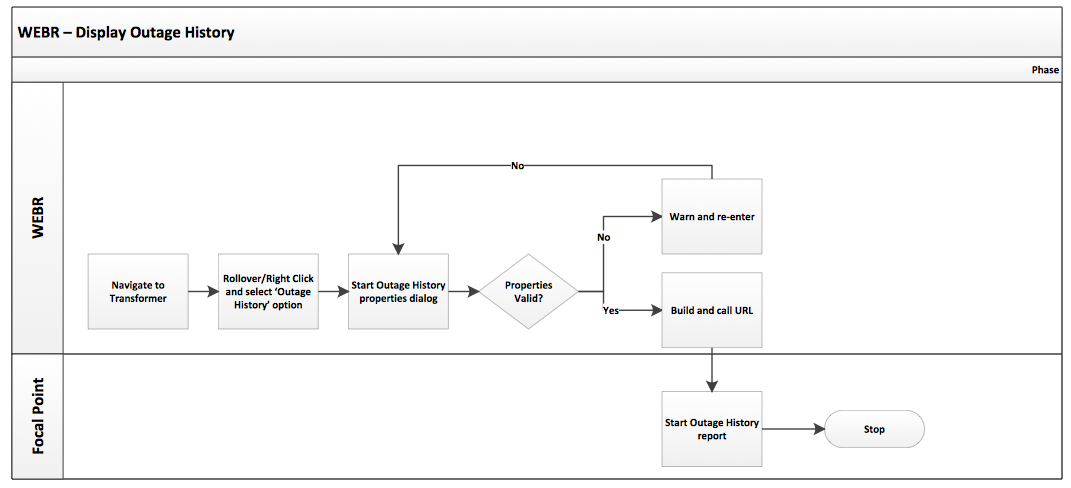 WEBR – Display Outage History
Phase
WEBR
No
Warn and re-enter
No
Navigate to
Transformer
Rollover/Right Click
and select ‘Outage
History’ option
Start Outage History
properties dialog
Properties
Valid?
Yes
Build and call URL
Focal Point
Start Outage History
report
Stop